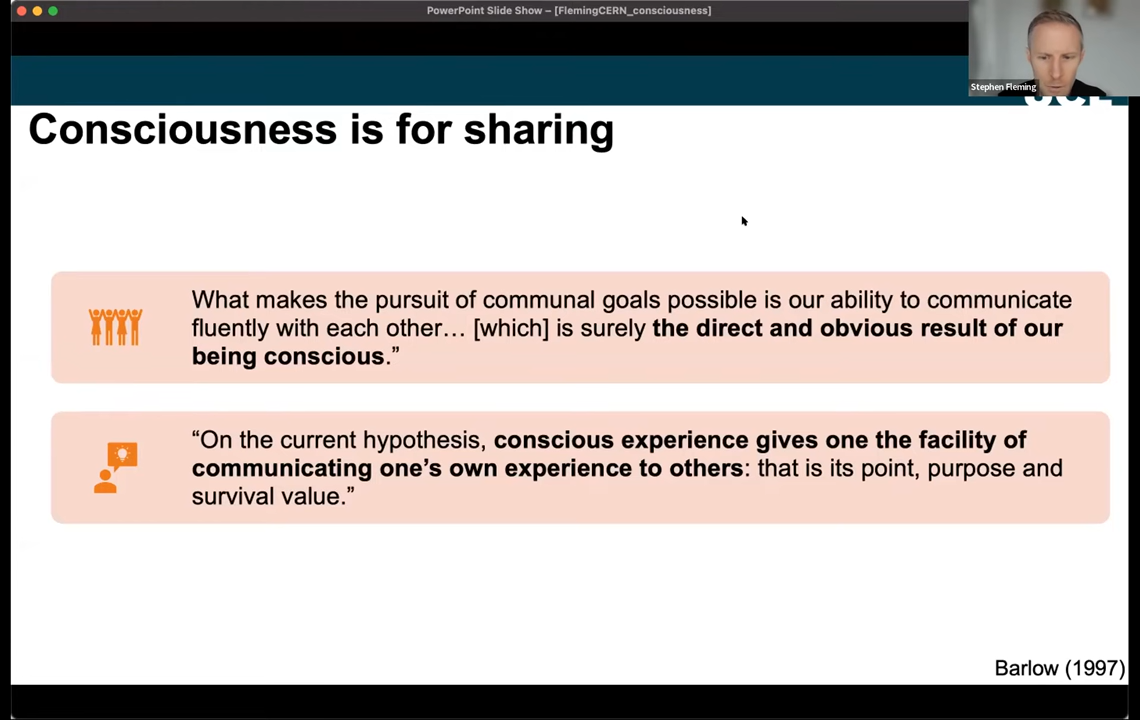 PowerPoint Slide Show – [FlemingCERN_consciousness]
Stephen Fleming
Consciousness is for sharing
What makes the pursuit of communal goals possible is our ability to communicate
fluently with each other… [which] is surely the direct and obvious result of our
being conscious.”
“On the current hypothesis, conscious experience gives one the facility of
communicating one’s own experience to others: that is its point, purpose and
survival value.”
Barlow (1997)